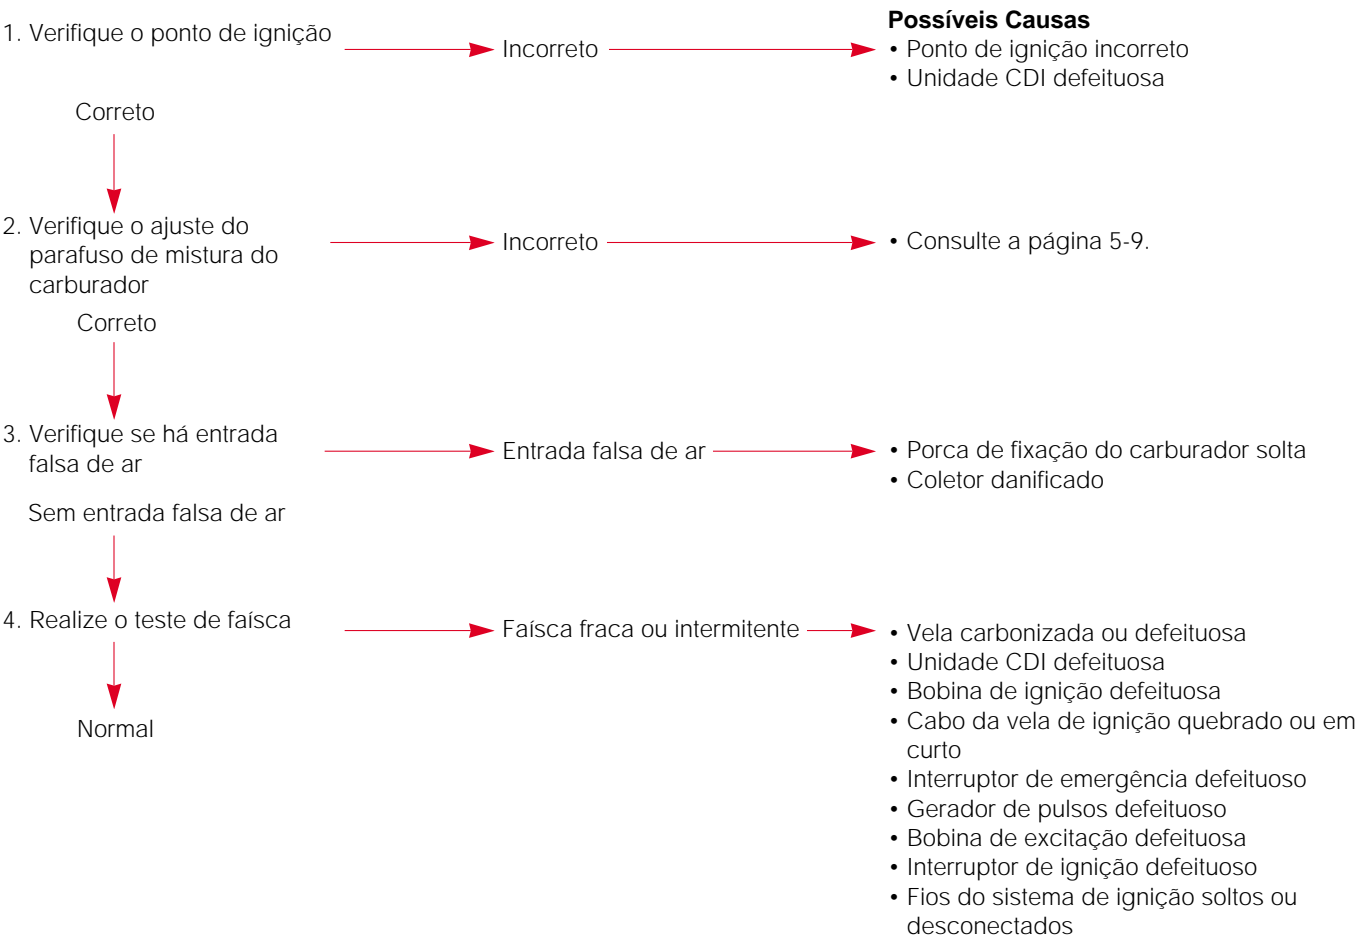 Possíveis Causas
1. Verifique o ponto de ignição
Incorreto
• Ponto de ignição incorreto
• Unidade CDI defeituosa
Correto
2. Verifique o ajuste do
parafuso de mistura do
carburador
Incorreto
• Consulte a página 5-9.
Correto
3. Verifique se há entrada
falsa de ar
Entrada falsa de ar
• Porca de fixação do carburador solta
• Coletor danificado
Sem entrada falsa de ar
4. Realize o teste de faísca
Faísca fraca ou intermitente
• Vela carbonizada ou defeituosa
• Unidade CDI defeituosa
• Bobina de ignição defeituosa
• Cabo da vela de ignição quebrado ou em
curto
• Interruptor de emergência defeituoso
• Gerador de pulsos defeituoso
• Bobina de excitação defeituosa
• Interruptor de ignição defeituoso
• Fios do sistema de ignição soltos ou
desconectados
Normal